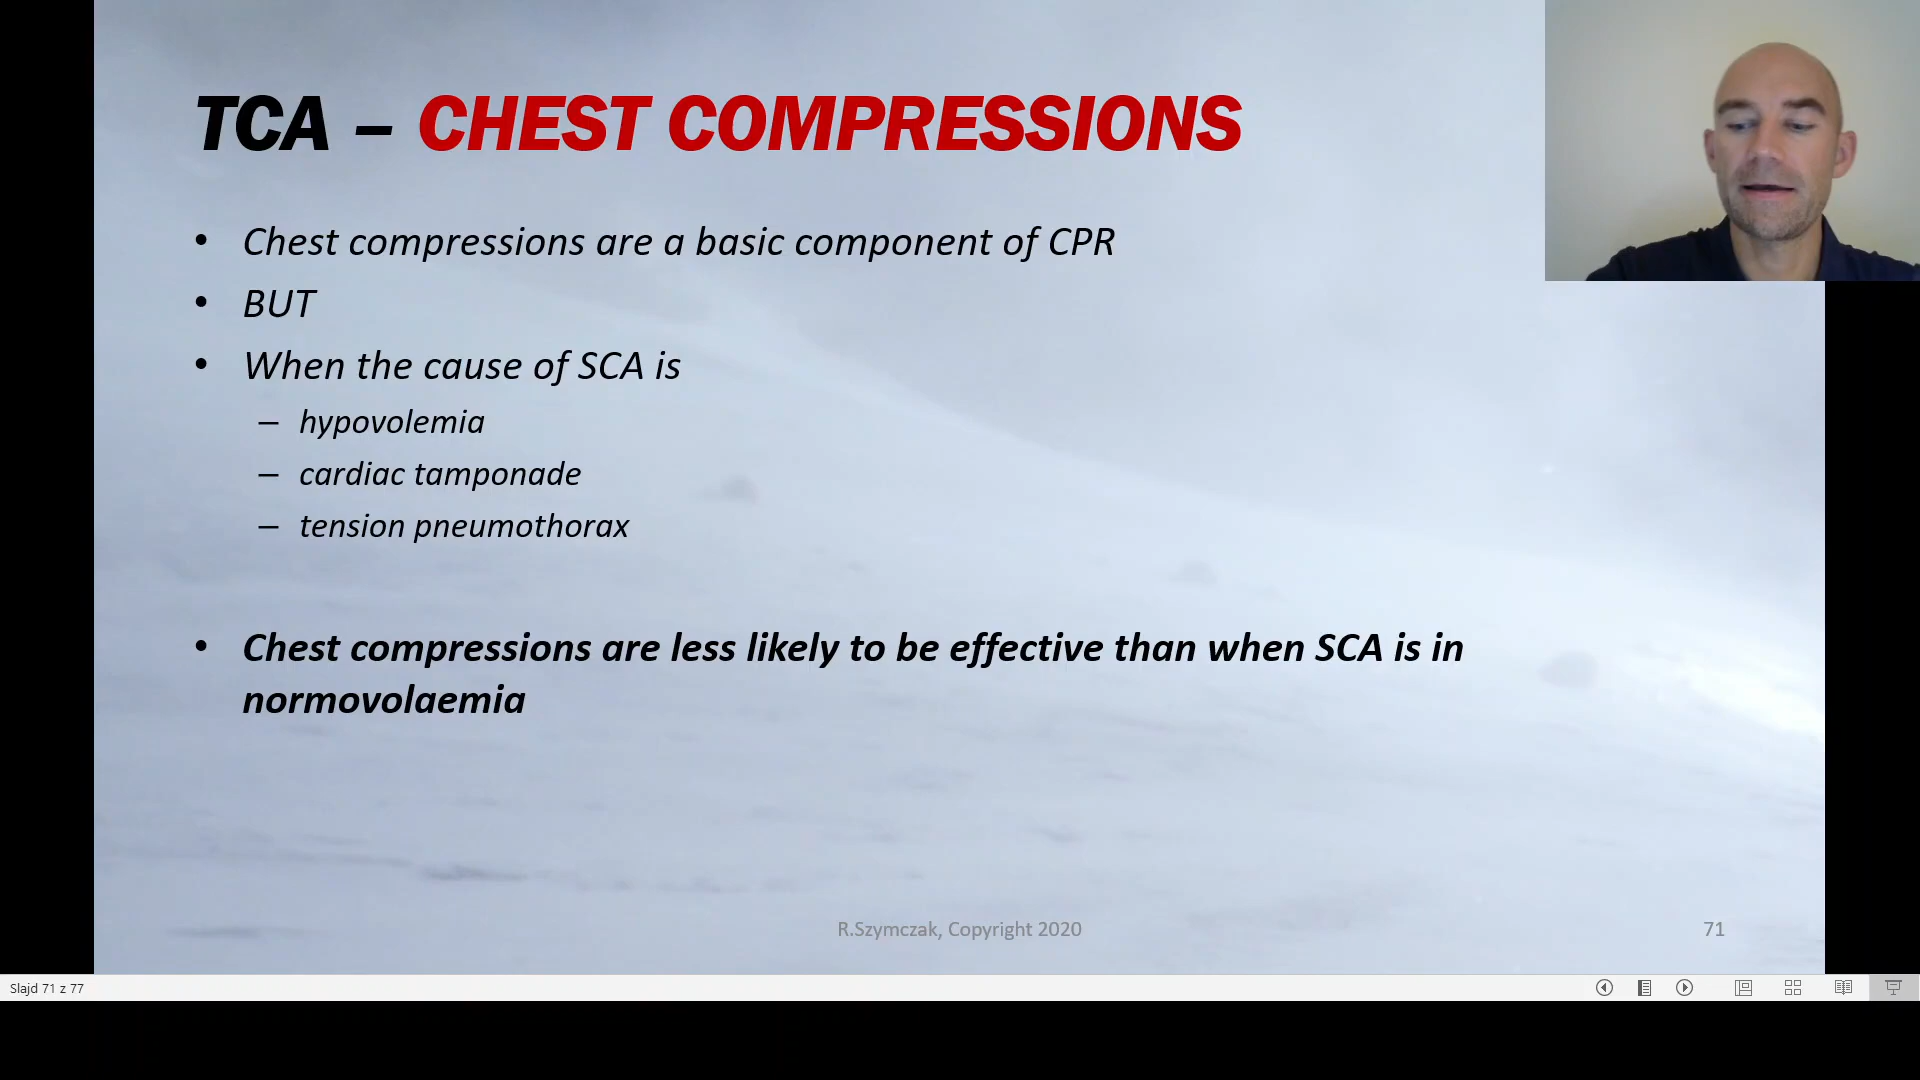 TCA – CHEST COMPRESSIONS
• Chest compressions are a basic component of CPR
• BUT
• When the cause of SCA is
– hypovolemia
– cardiac tamponade
– tension pneumothorax
• Chest compressions are less likely to be effective than when SCA is in
normovolaemia
R.Szymczak, Copyright 2020
71
Slajd 71 z 77